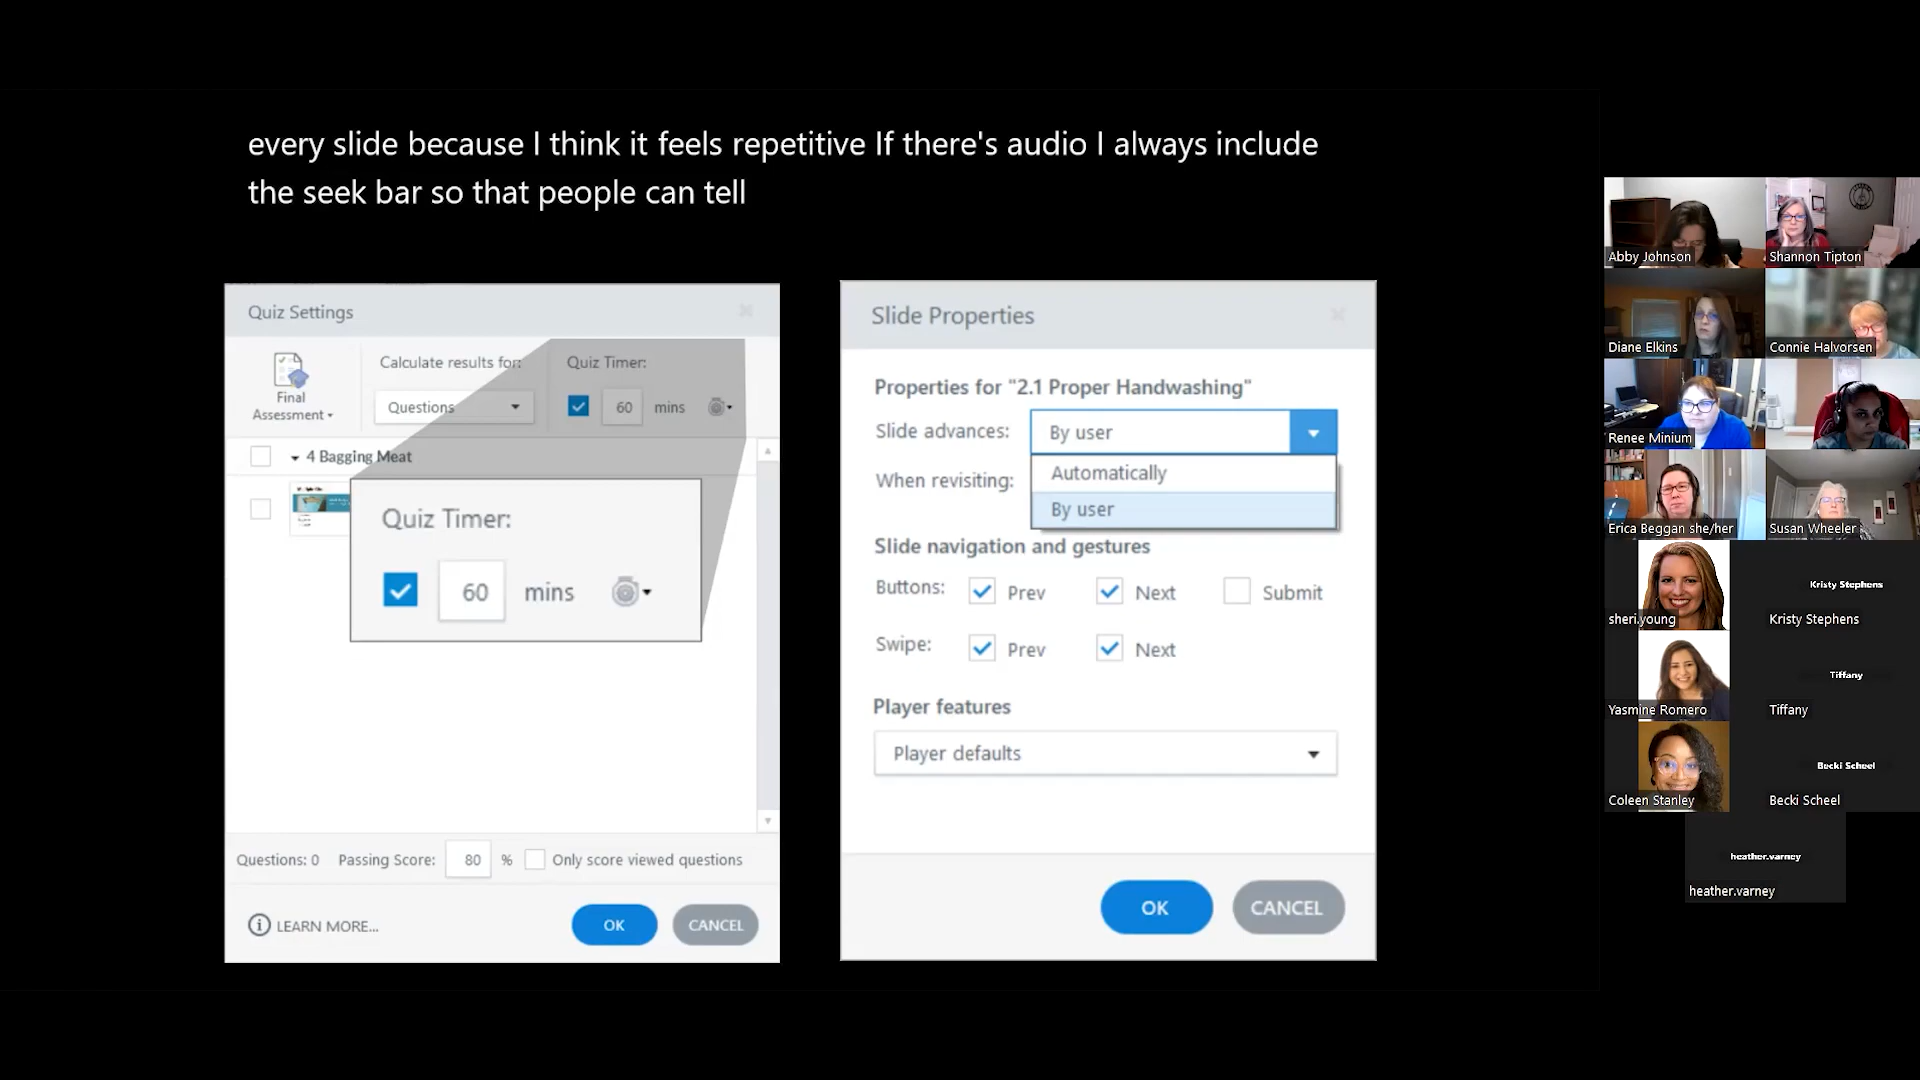 every slide because I think it feels repetitive If there's audio I always include
the seek bar so that people can tell
Quiz Settings
Final
Assessment
Calculate results for:
Questions
Quiz Timer:
60 mins
4 Bagging Meat
Quiz Timer:
60 mins
Questions: 0 Passing Score: 80 % Only score viewed questions
LEARN MORE...
OK CANCEL
Slide Properties
Properties for "2.1 Proper Handwashing"
Slide advances: By user
Automatically
When revisiting:
By user
Slide navigation and gestures
Buttons: Prev Next Submit
Swipe: Prev Next
Player features
Player defaults
OK CANCEL
Abby Johnson
Shannon Tipton
Diane Elkins
Connie Halvorsen
Renee Minium
Erica Beggan she/her
Susan Wheeler
sheri.young
Kristy Stephens
Kristy Stephens
Yasmine Romero
Tiffany
Tiffany
Coleen Stanley
Becki Scheel
Becki Scheel
heather.varney
heather.varney